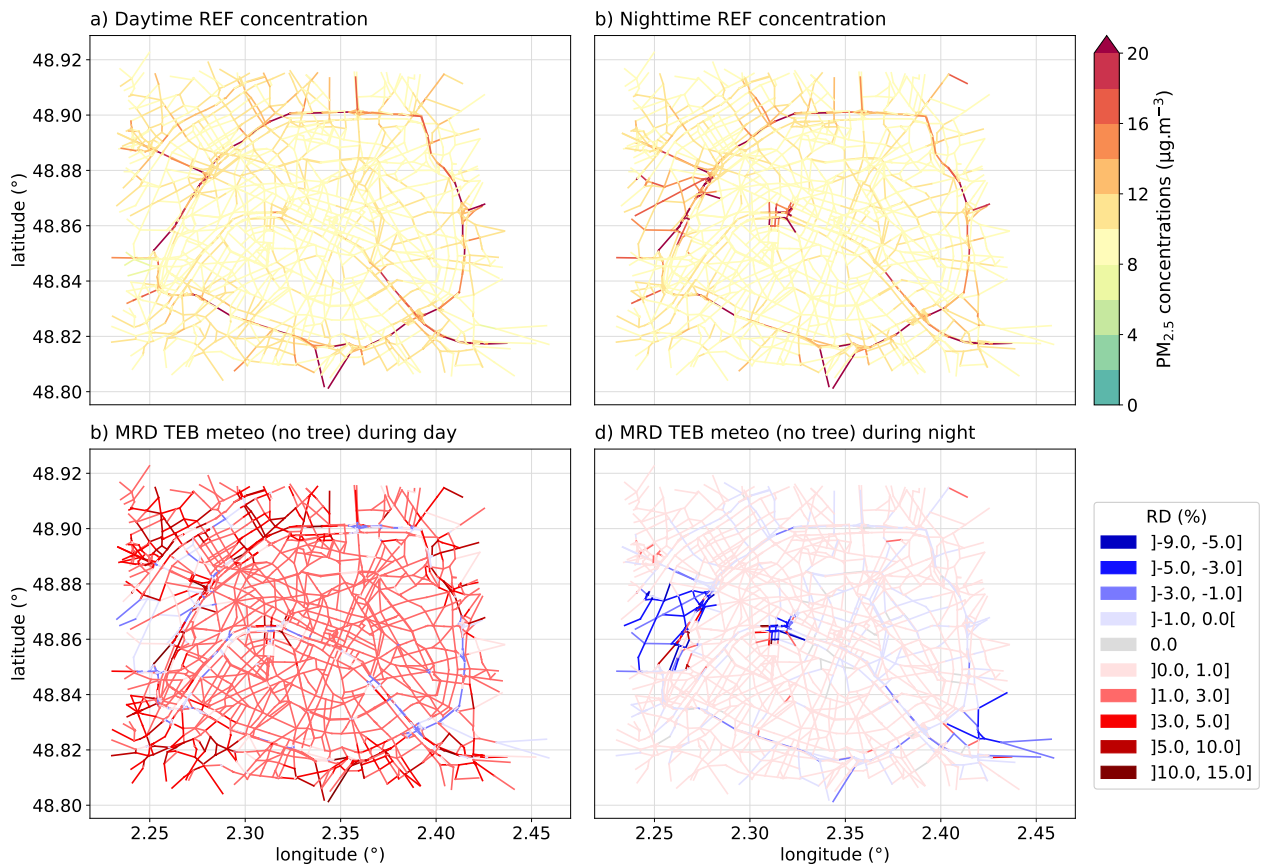 a) Daytime REF concentration
b) Nighttime REF concentration
48.92
48.90
48.88
48.86
48.84
48.82
48.80
latitude (°)
20
16
12
8
4
0
PM2.5 concentrations (µg.m−3)
b) MRD TEB meteo (no tree) during day
d) MRD TEB meteo (no tree) during night
48.92
48.90
48.88
48.86
48.84
48.82
48.80
latitude (°)
2.25 2.30 2.35 2.40 2.45
longitude (°)
2.25 2.30 2.35 2.40 2.45
longitude (°)
RD (%)
]-9.0, -5.0]
]-5.0, -3.0]
]-3.0, -1.0]
]-1.0, 0.0[
0.0
]0.0, 1.0]
]1.0, 3.0]
]3.0, 5.0]
]5.0, 10.0]
]10.0, 15.0]